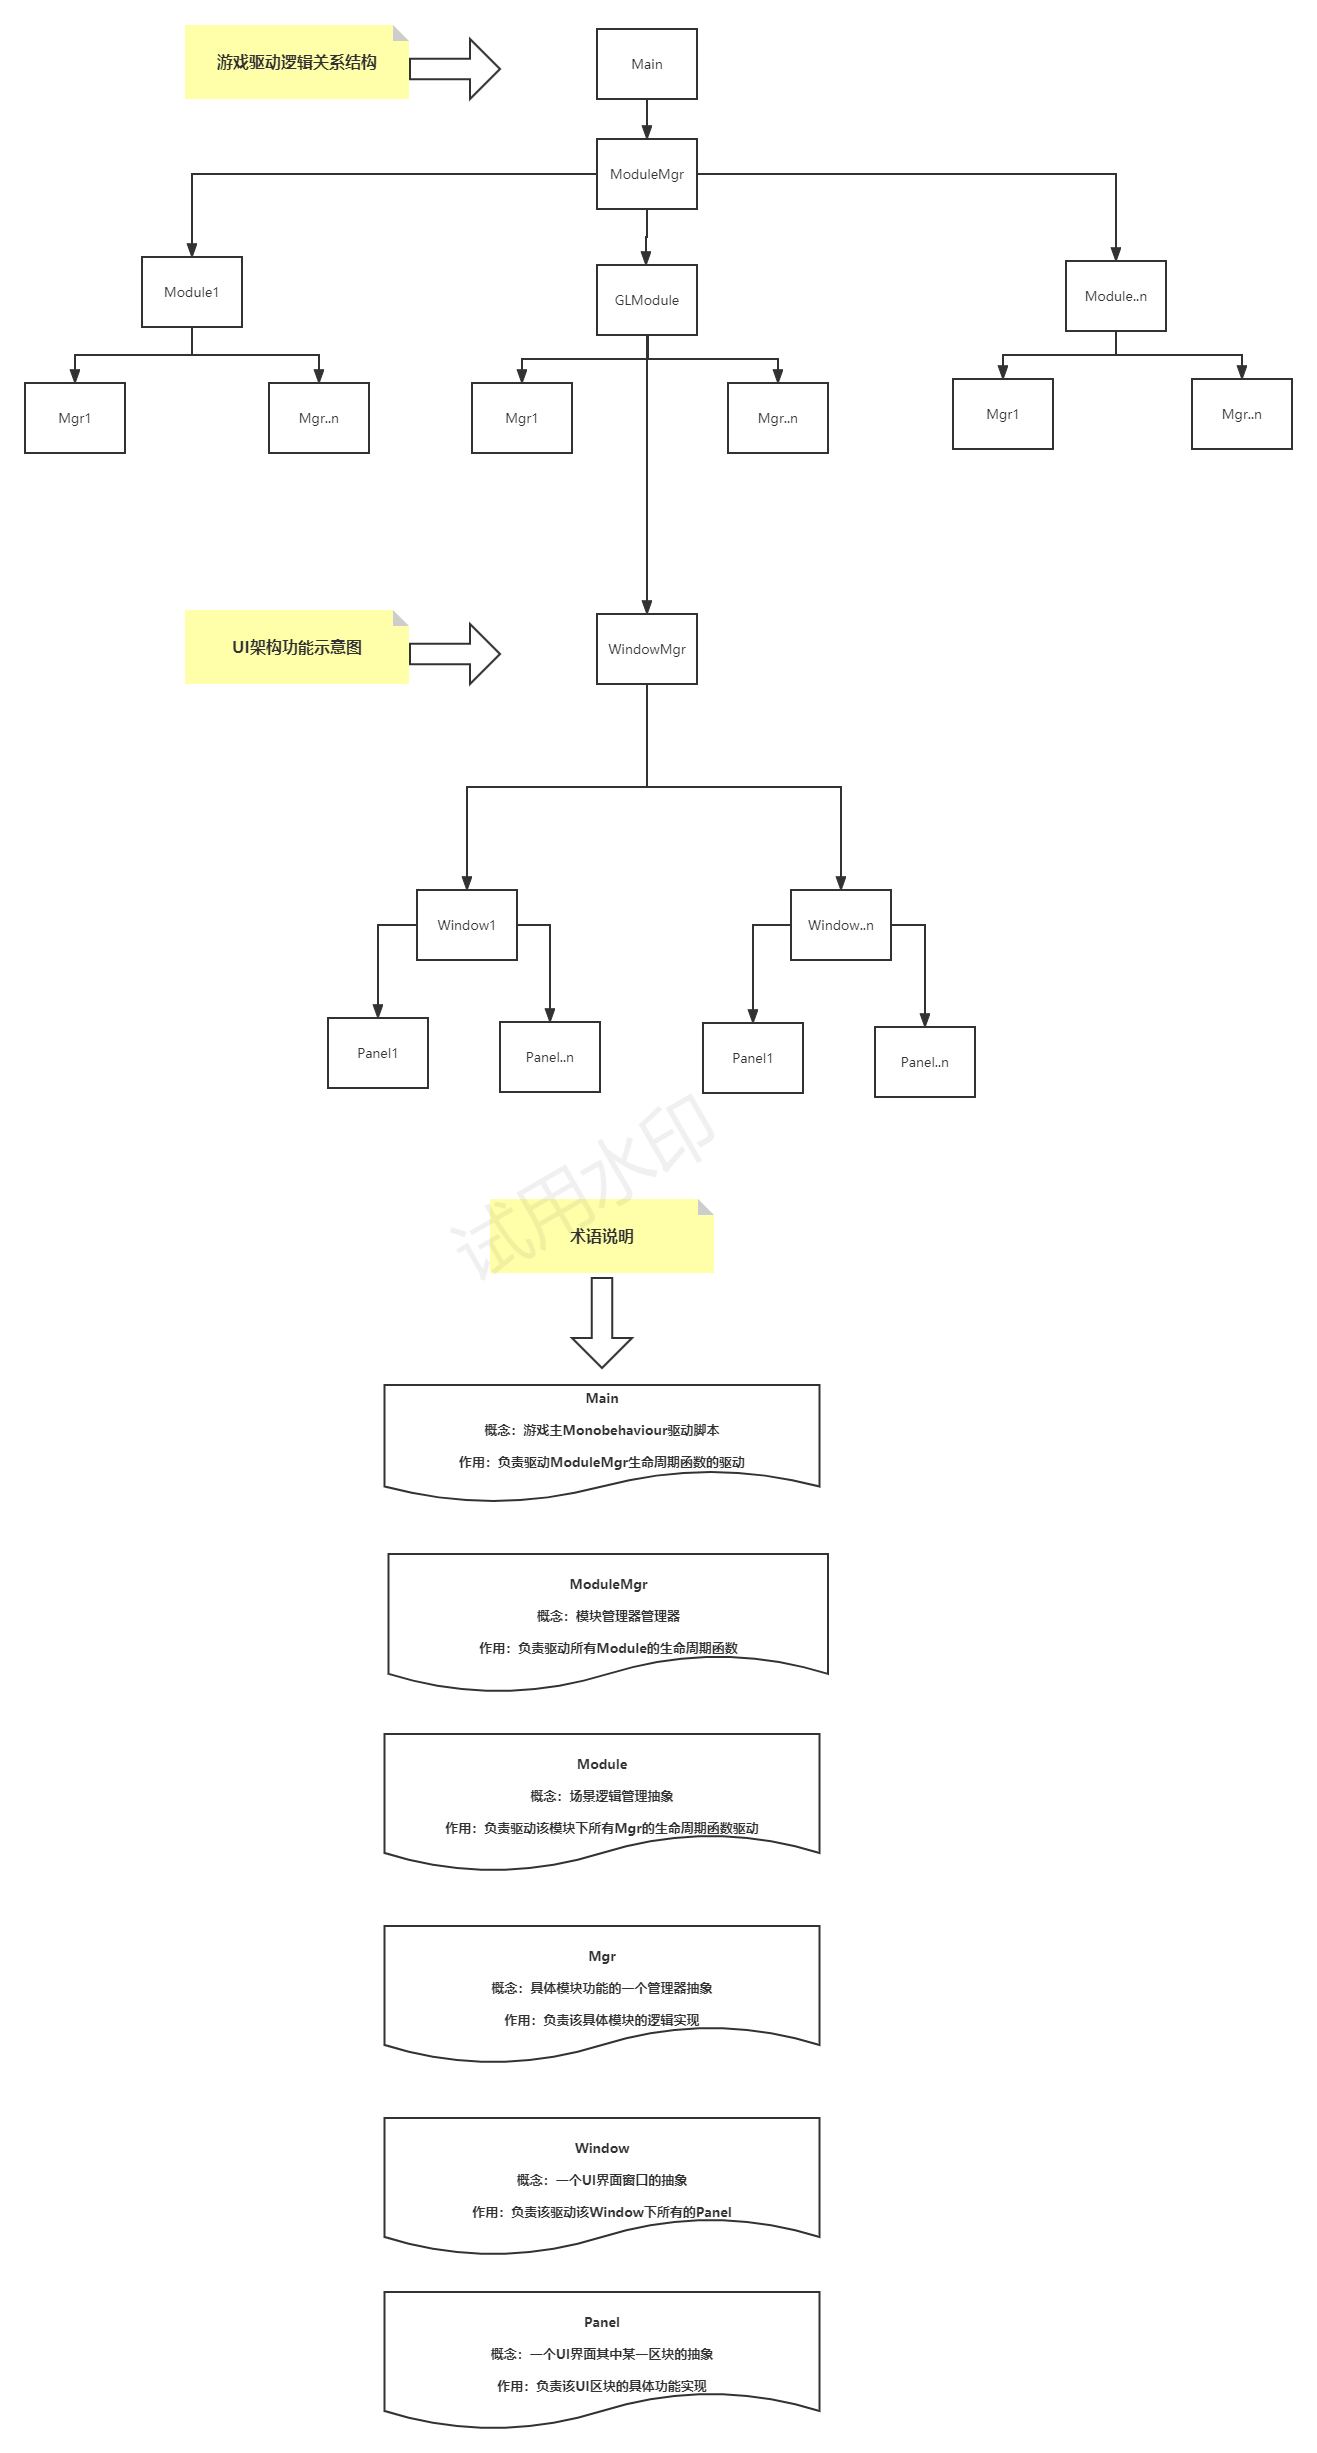 游戏驱动逻辑关系结构
Main
ModuleMgr
Module1
GLModule
Module..n
Mgr1
Mgr..n
Mgr1
Mgr..n
Mgr1
Mgr..n
UI架构功能示意图
WindowMgr
Window1
Window..n
Panel1
Panel..n
Panel1
Panel..n
试用水印
术语说明
Main
概念：游戏主Monobehaviour驱动脚本
作用：负责驱动ModuleMgr生命周期函数的驱动
ModuleMgr
概念：模块管理器管理器
作用：负责驱动所有Module的生命周期函数
Module
概念：场景逻辑管理抽象
作用：负责驱动该模块下所有Mgr的生命周期函数驱动
Mgr
概念：具体模块功能的一个管理器抽象
作用：负责该具体模块的逻辑实现
Window
概念：一个UI界面窗口的抽象
作用：负责该驱动该Window下所有的Panel
Panel
概念：一个UI界面其中某一区块的抽象
作用：负责该UI区块的具体功能实现